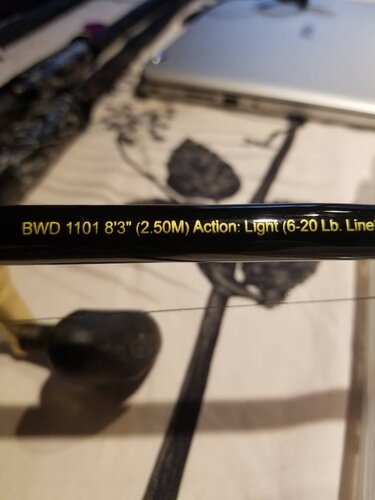 BWD 1101 8'3" (2.50M) Action: Light (6-20 Lb. Line)